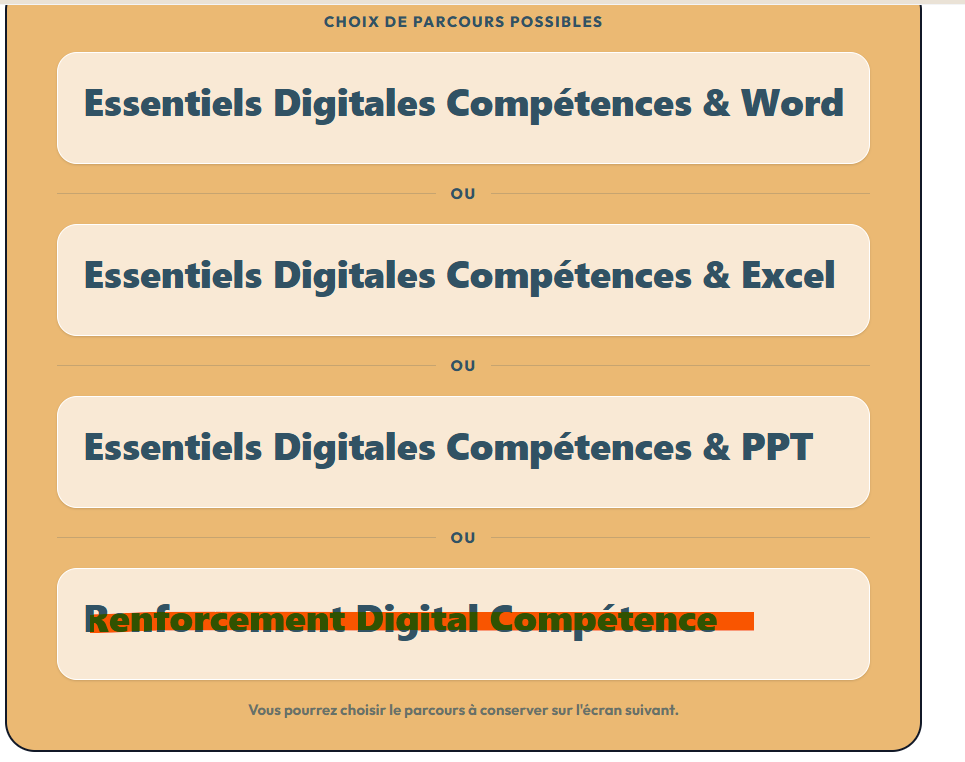 CHOIX DE PARCOURS POSSIBLES
Essentiels Digitales Compétences & Word
OU
Essentiels Digitales Compétences & Excel
OU
Essentiels Digitales Compétences & PPT
OU
Renforcement Digital Compétence
Vous pourrez choisir le parcours à conserver sur l'écran suivant.